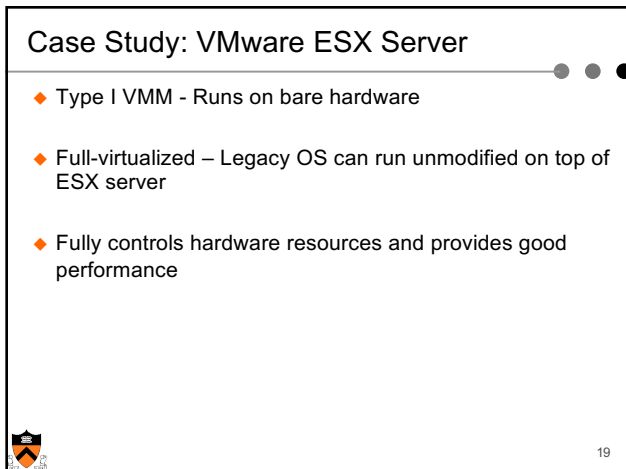 Case Study: VMware ESX Server
◆ Type I VMM - Runs on bare hardware
◆ Full-virtualized – Legacy OS can run unmodified on top of
ESX server
◆ Fully controls hardware resources and provides good
performance
19